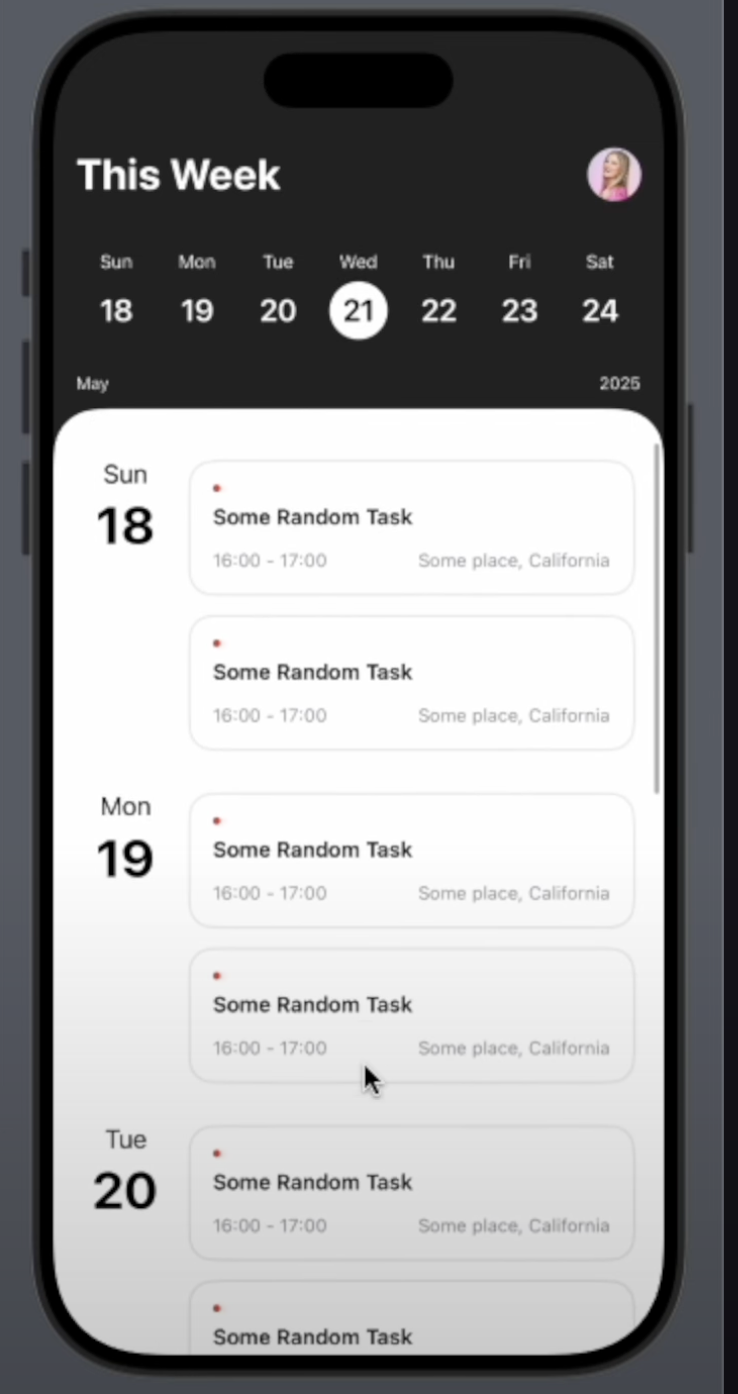 This Week
Sun Mon Tue Wed Thu Fri Sat
18 19 20 21 22 23 24
May 2025
Sun
18
Some Random Task
16:00 - 17:00 Some place, California
Some Random Task
16:00 - 17:00 Some place, California
Mon
19
Some Random Task
16:00 - 17:00 Some place, California
Some Random Task
16:00 - 17:00 Some place, California
Tue
20
Some Random Task
16:00 - 17:00 Some place, California
Some Random Task